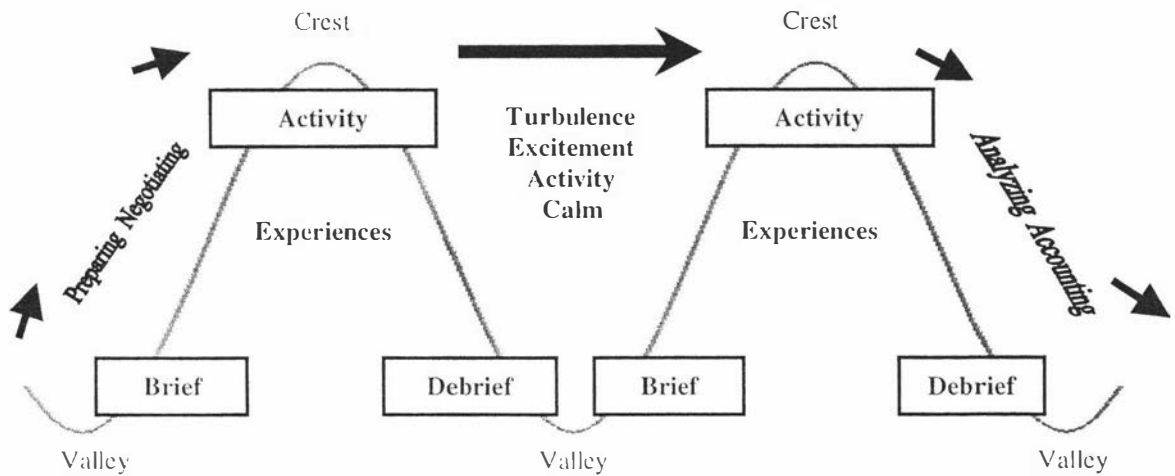 Crest
Crest
Activity
Activity
Turbulence
Excitement
Activity
Calm
Preparing Negotiating
Experiences
Experiences
Analyzing Accounting
Brief
Debrief
Brief
Debrief
Valley
Valley
Valley